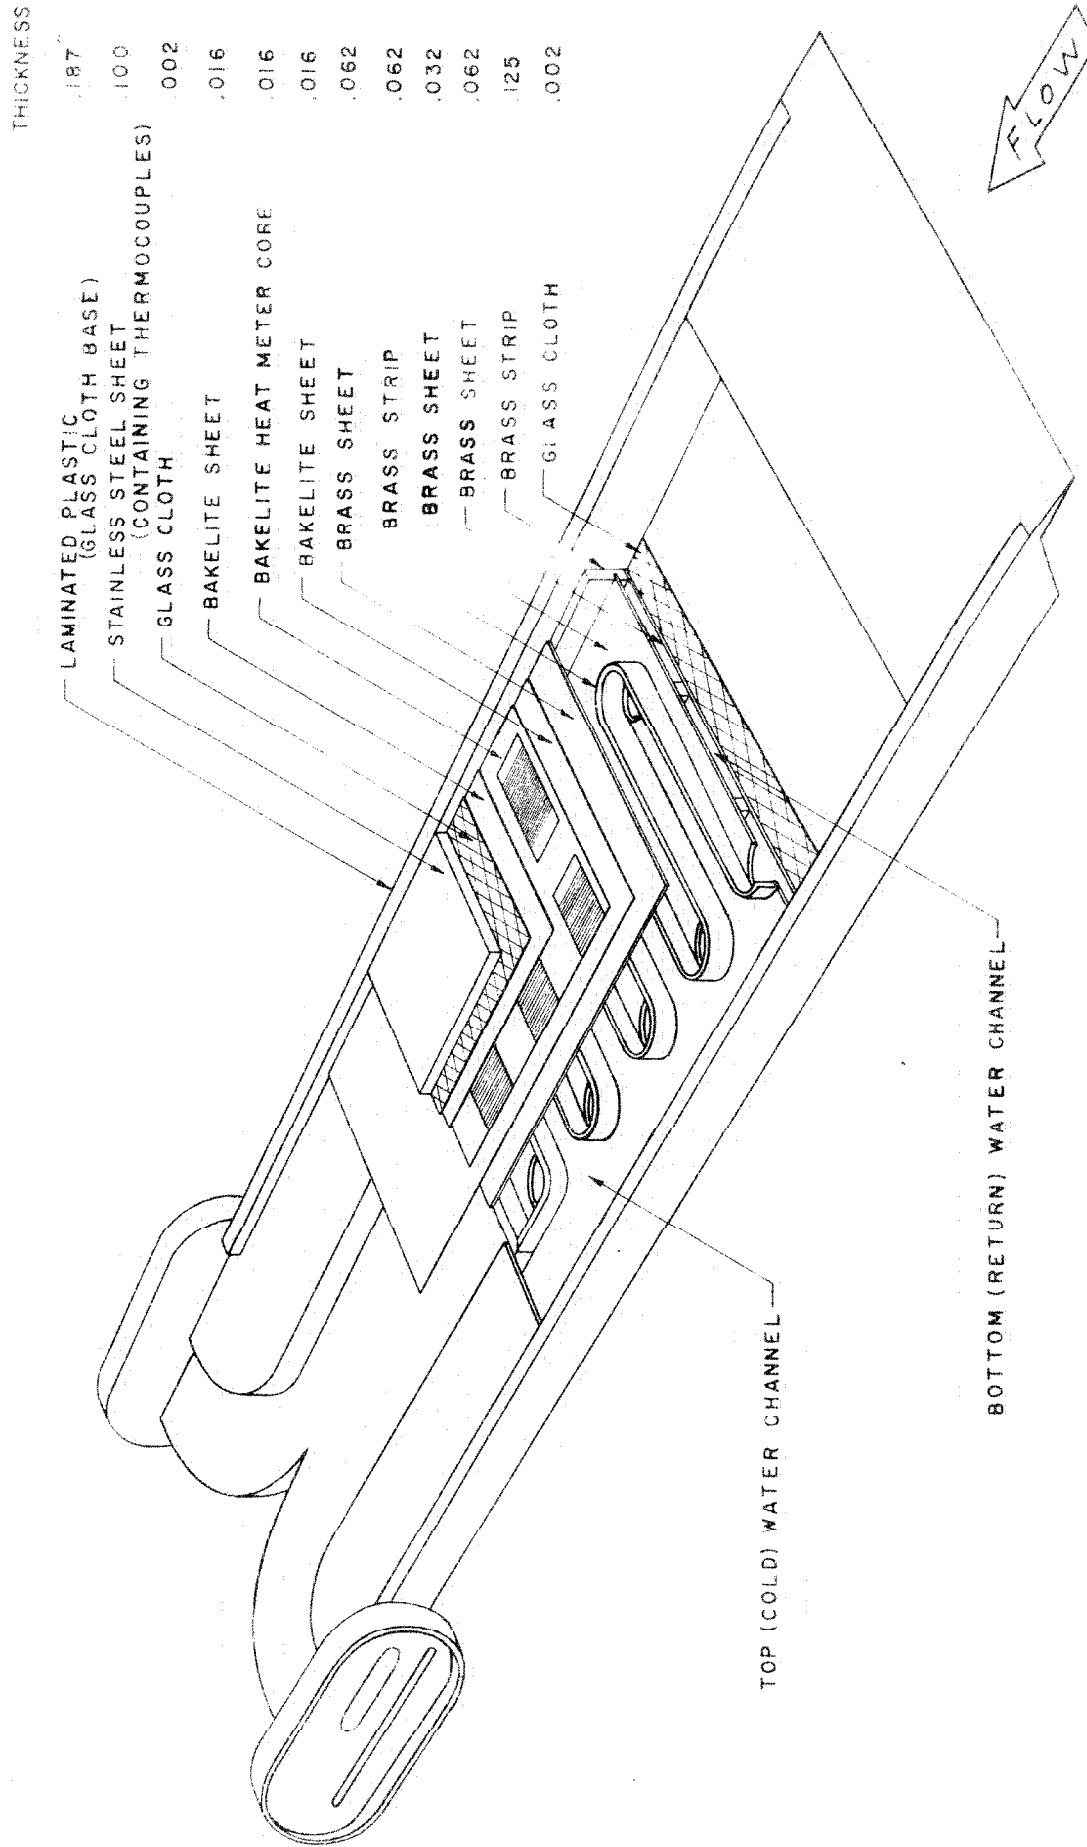 THICKNESS
LAMINATED PLASTIC .187
(GLASS CLOTH BASE)
STAINLESS STEEL SHEET .100
(CONTAINING THERMOCOUPLES)
GLASS CLOTH .002
BAKELITE SHEET .016
BAKELITE HEAT METER CORE .016
BAKELITE SHEET .016
BRASS SHEET .062
BRASS STRIP .062
BRASS SHEET .032
BRASS SHEET .062
BRASS STRIP .125
GLASS CLOTH .002
FLOW
TOP (COLD) WATER CHANNEL
BOTTOM (RETURN) WATER CHANNEL